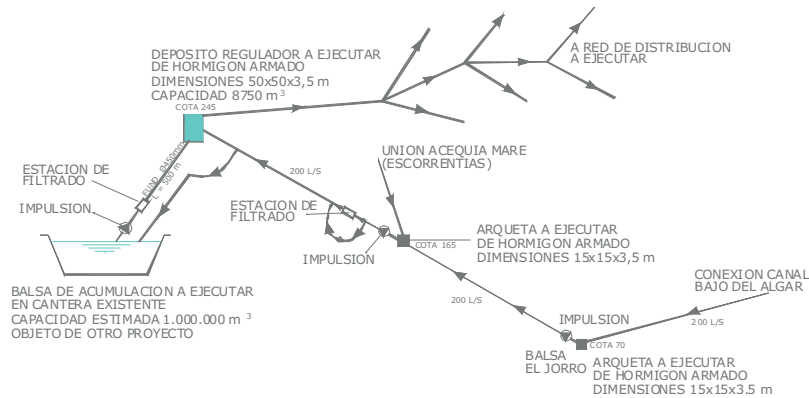 DEPOSITO REGULADOR A EJECUTAR
DE HORMIGON ARMADO
DIMENSIONES 50x50x3,5 m
CAPACIDAD 8750 m³
COTA 245
A RED DE DISTRIBUCION
A EJECUTAR
UNION ACEQUIA MARE
(ESCORRENTIAS)
200 L/S
FUND. Ø450mm
L = 500 m
ESTACION DE
FILTRADO
IMPULSION
ESTACION DE
FILTRADO
IMPULSION
COTA 165
ARQUETA A EJECUTAR
DE HORMIGON ARMADO
DIMENSIONES 15x15x3,5 m
BALSA DE ACUMULACION A EJECUTAR
EN CANTERA EXISTENTE
CAPACIDAD ESTIMADA 1.000.000 m³
OBJETO DE OTRO PROYECTO
200 L/S
CONEXION CANAL
BAJO DEL ALGAR
200 L/S
IMPULSION
BALSA
EL JORRO
COTA 70
ARQUETA A EJECUTAR
DE HORMIGON ARMADO
DIMENSIONES 15x15x3,5 m